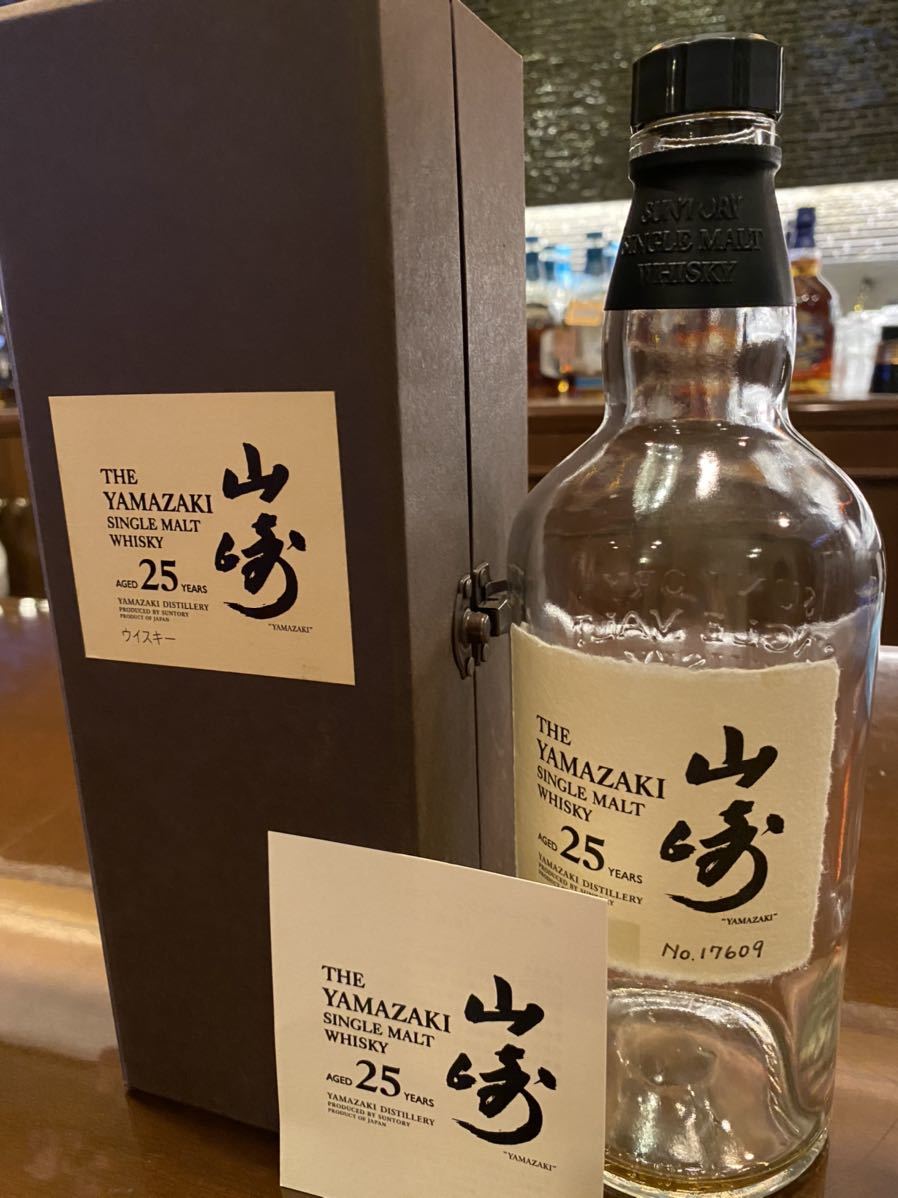 THE
YAMAZAKI
SINGLE MALT
WHISKY
AGED 25 YEARS
YAMAZAKI DISTILLERY
PRODUCED BY SUNTORY
PRODUCT OF JAPAN
ウイスキー
山崎
"YAMAZAKI"
SUNTORY
SINGLE MALT
WHISKY
THE
YAMAZAKI
SINGLE MALT
WHISKY
AGED 25 YEARS
YAMAZAKI DISTILLERY
PRODUCED BY SUNTORY
山崎
"YAMAZAKI"
No.17609
THE
YAMAZAKI
SINGLE MALT
WHISKY
AGED 25 YEARS
YAMAZAKI DISTILLERY
PRODUCED BY SUNTORY
PRODUCT OF JAPAN
山崎
"YAMAZAKI"